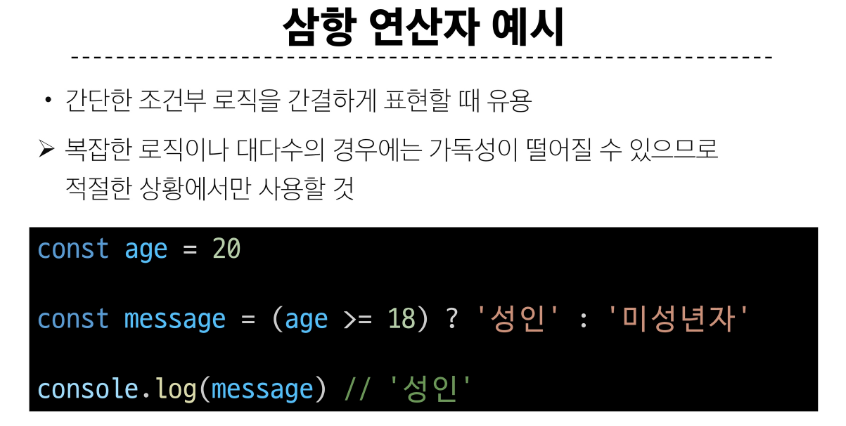 삼항 연산자 예시
• 간단한 조건부 로직을 간결하게 표현할 때 유용
➢ 복잡한 로직이나 대다수의 경우에는 가독성이 떨어질 수 있으므로
적절한 상황에서만 사용할 것
const age = 20
const message = (age >= 18) ? '성인' : '미성년자'
console.log(message) // '성인'